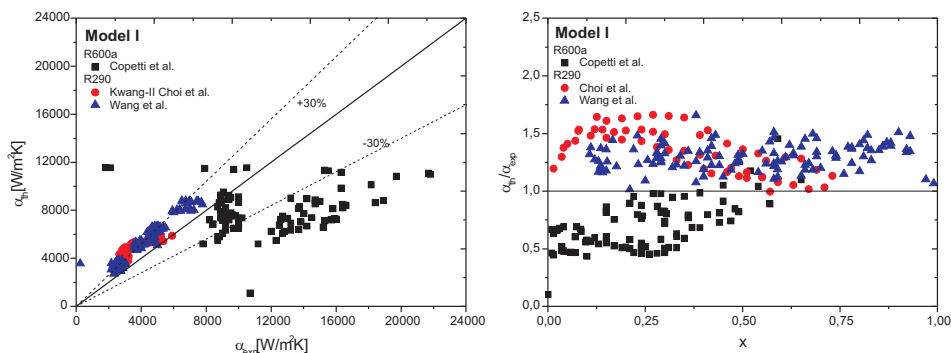 Model I
R600a
Copetti et al.
R290
Kwang-II Choi et al.
Wang et al.
+30%
-30%
24000
20000
16000
12000
8000
4000
0
0
4000
8000
12000
16000
20000
24000
α_th[W/m²K]
α_exp[W/m²K]
Model I
R600a
Copetti et al.
R290
Choi et al.
Wang et al.
2,5
2,0
1,5
1,0
0,5
0,0
0,00
0,25
0,50
0,75
1,00
α_th/α_exp
x